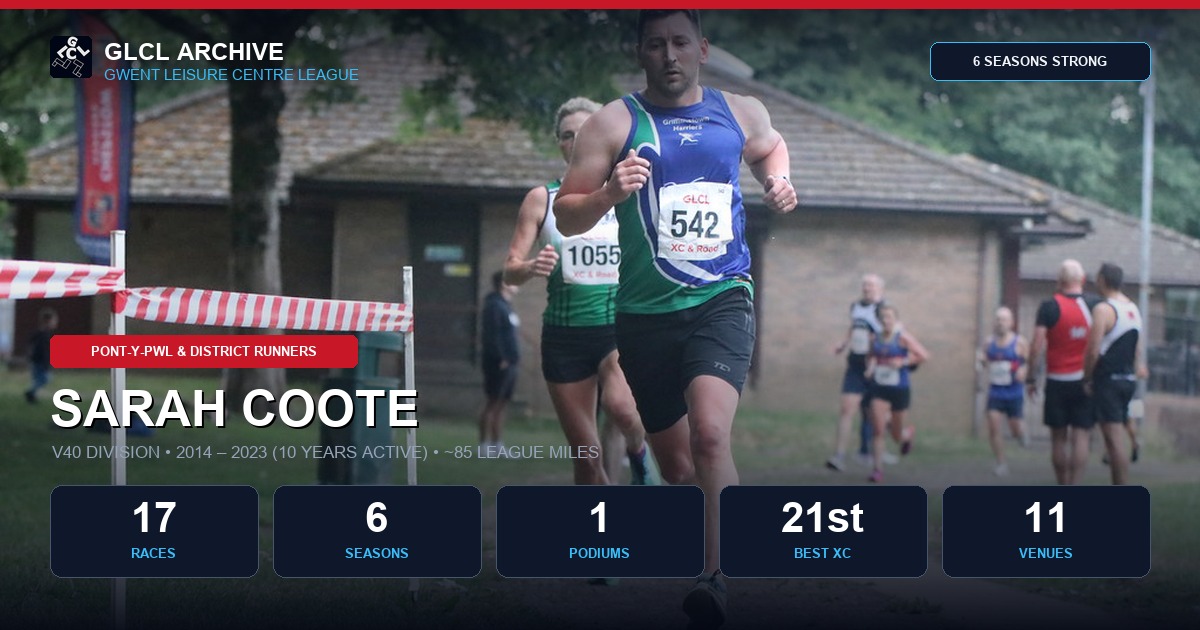 GLCL ARCHIVE
GWENT LEISURE CENTRE LEAGUE
6 SEASONS STRONG
Griffithstown
Harriers
GLCL
542
XC & Road
1055
XC & Road
PONT-Y-PWL & DISTRICT RUNNERS
SARAH COOTE
V40 DIVISION • 2014 – 2023 (10 YEARS ACTIVE) • ~85 LEAGUE MILES
17
RACES
6
SEASONS
1
PODIUMS
21st
BEST XC
11
VENUES